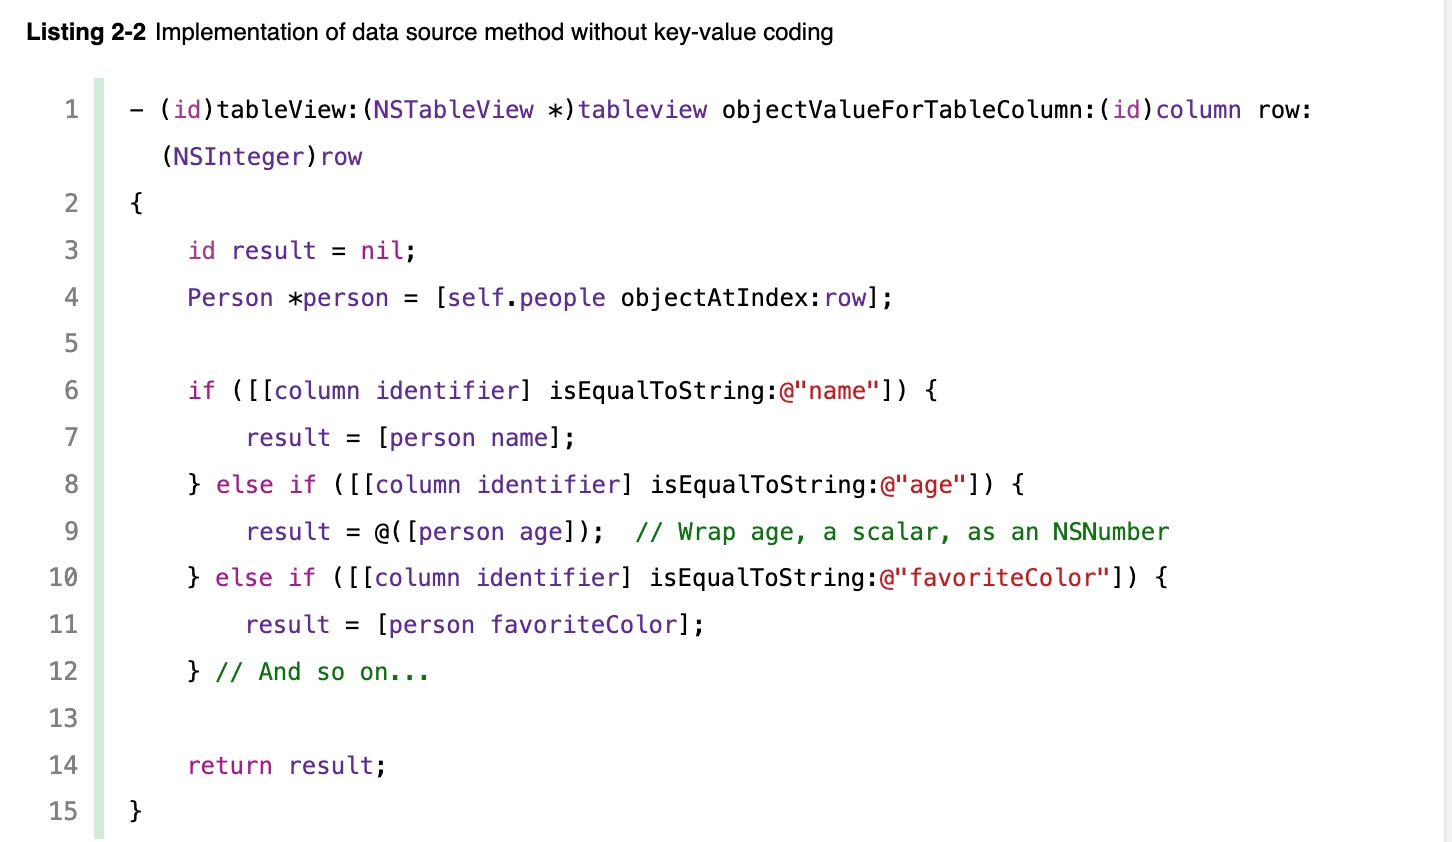 Listing 2-2 Implementation of data source method without key-value coding
1 - (id)tableView:(NSTableView *)tableview objectValueForTableColumn:(id)column row:
(NSInteger)row
2 {
3 id result = nil;
4 Person *person = [self.people objectAtIndex:row];
5
6 if ([[column identifier] isEqualToString:@"name"]) {
7 result = [person name];
8 } else if ([[column identifier] isEqualToString:@"age"]) {
9 result = @([person age]);  // Wrap age, a scalar, as an NSNumber
10 } else if ([[column identifier] isEqualToString:@"favoriteColor"]) {
11 result = [person favoriteColor];
12 } // And so on...
13
14 return result;
15 }